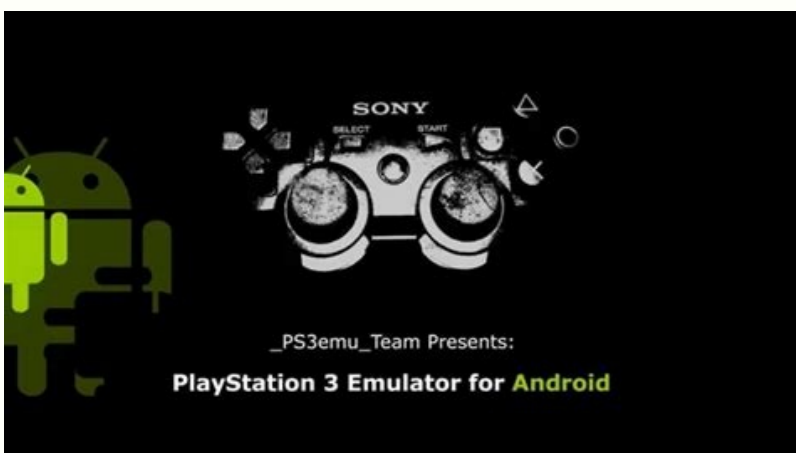 SONY
SELECT START
_PS3emu_Team Presents:
PlayStation 3 Emulator for Android